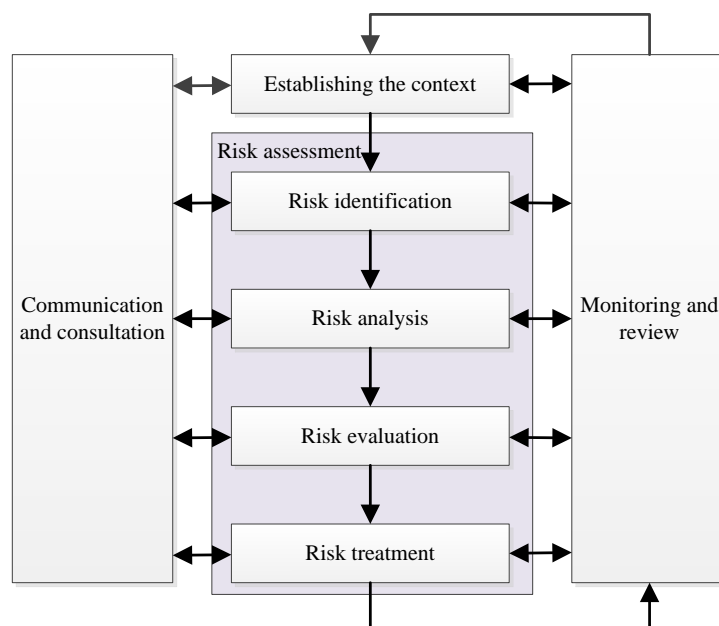 Establishing the context
Risk assessment
Risk identification
Communication
and consultation
Risk analysis
Monitoring and
review
Risk evaluation
Risk treatment